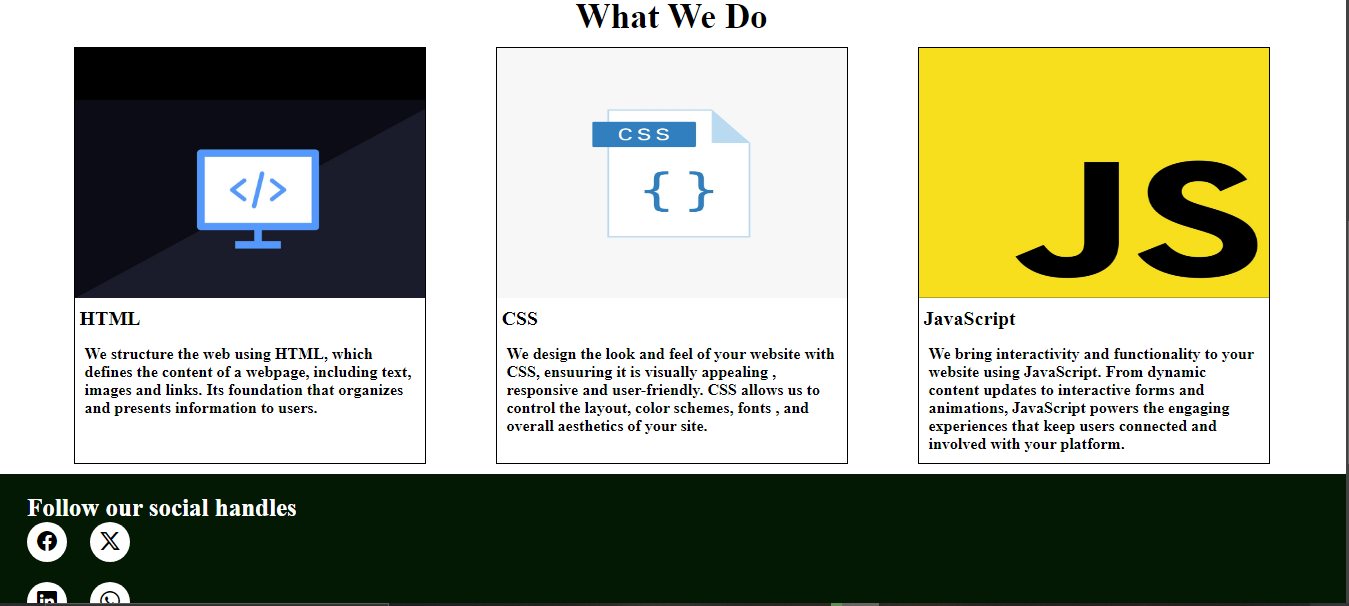 What We Do
</>
CSS
{ }
JS
HTML
We structure the web using HTML, which
defines the content of a webpage, including text,
images and links. Its foundation that organizes
and presents information to users.
CSS
We design the look and feel of your website with
CSS, ensuuring it is visually appealing ,
responsive and user-friendly. CSS allows us to
control the layout, color schemes, fonts , and
overall aesthetics of your site.
JavaScript
We bring interactivity and functionality to your
website using JavaScript. From dynamic
content updates to interactive forms and
animations, JavaScript powers the engaging
experiences that keep users connected and
involved with your platform.
Follow our social handles